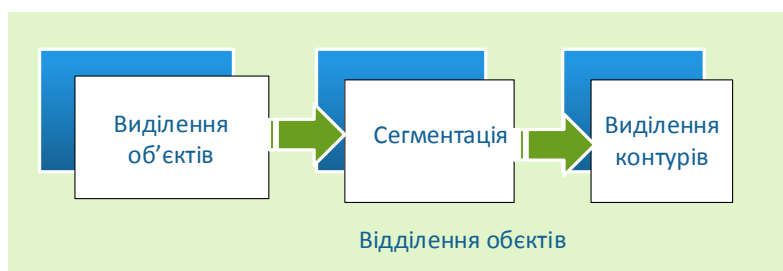 Виділення
об’єктів
Сегментація
Виділення
контурів
Відділення обєктів